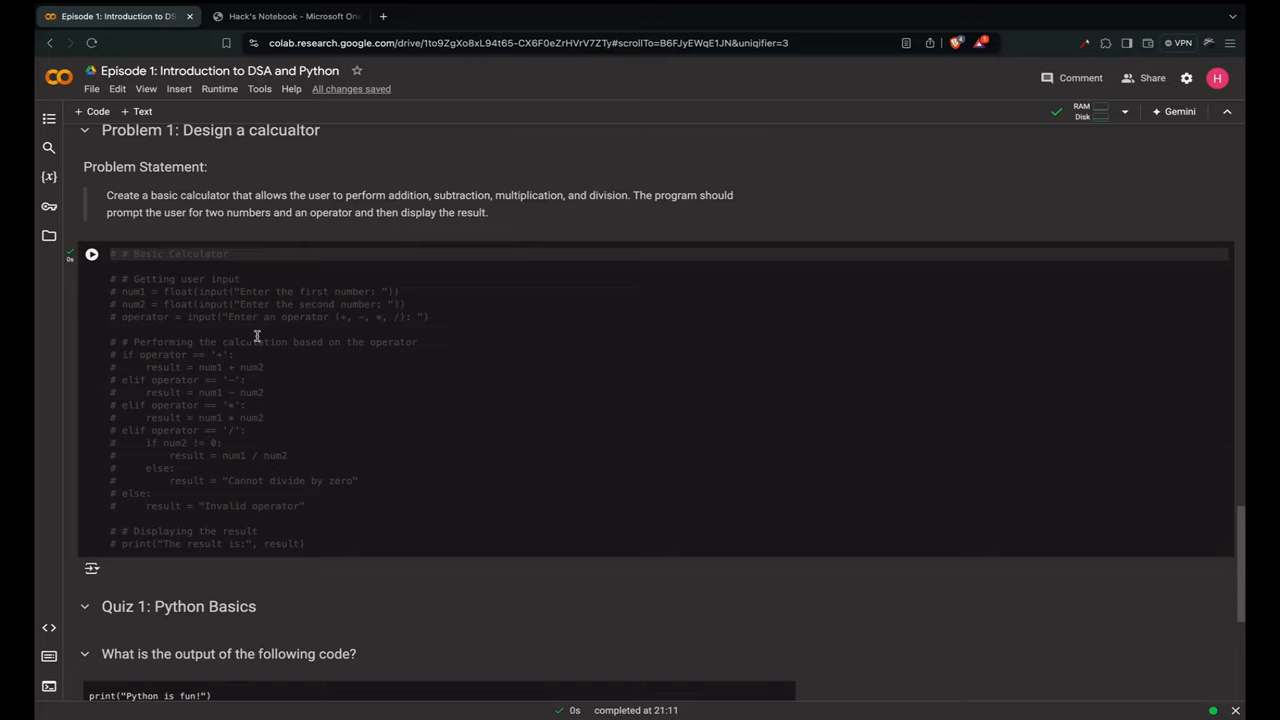 Episode 1: Introduction to DS
Hack's Notebook - Microsoft One
colab.research.google.com/drive/1to9ZgXo8xL94t65-CX6F0eZrHVrV7ZTy#scrollTo=B6FJyEWqE1JN&uniqifier=3
4
1
VPN
Episode 1: Introduction to DSA and Python
File Edit View Insert Runtime Tools Help All changes saved
Comment Share H
+ Code + Text
RAM
Disk
Gemini
Problem 1: Design a calcualtor
Problem Statement:
Create a basic calculator that allows the user to perform addition, subtraction, multiplication, and division. The program should
prompt the user for two numbers and an operator and then display the result.
0s
# # Basic Calculator
# # Getting user input
# num1 = float(input("Enter the first number: "))
# num2 = float(input("Enter the second number: "))
# operator = input("Enter an operator (+, -, *, /): ")
# # Performing the calculation based on the operator
# if operator == '+':
#     result = num1 + num2
# elif operator == '-':
#     result = num1 - num2
# elif operator == '*':
#     result = num1 * num2
# elif operator == '/':
#     if num2 != 0:
#         result = num1 / num2
#     else:
#         result = "Cannot divide by zero"
# else:
#     result = "Invalid operator"
# # Displaying the result
# print("The result is:", result)
Quiz 1: Python Basics
What is the output of the following code?
print("Python is fun!")
0s completed at 21:11